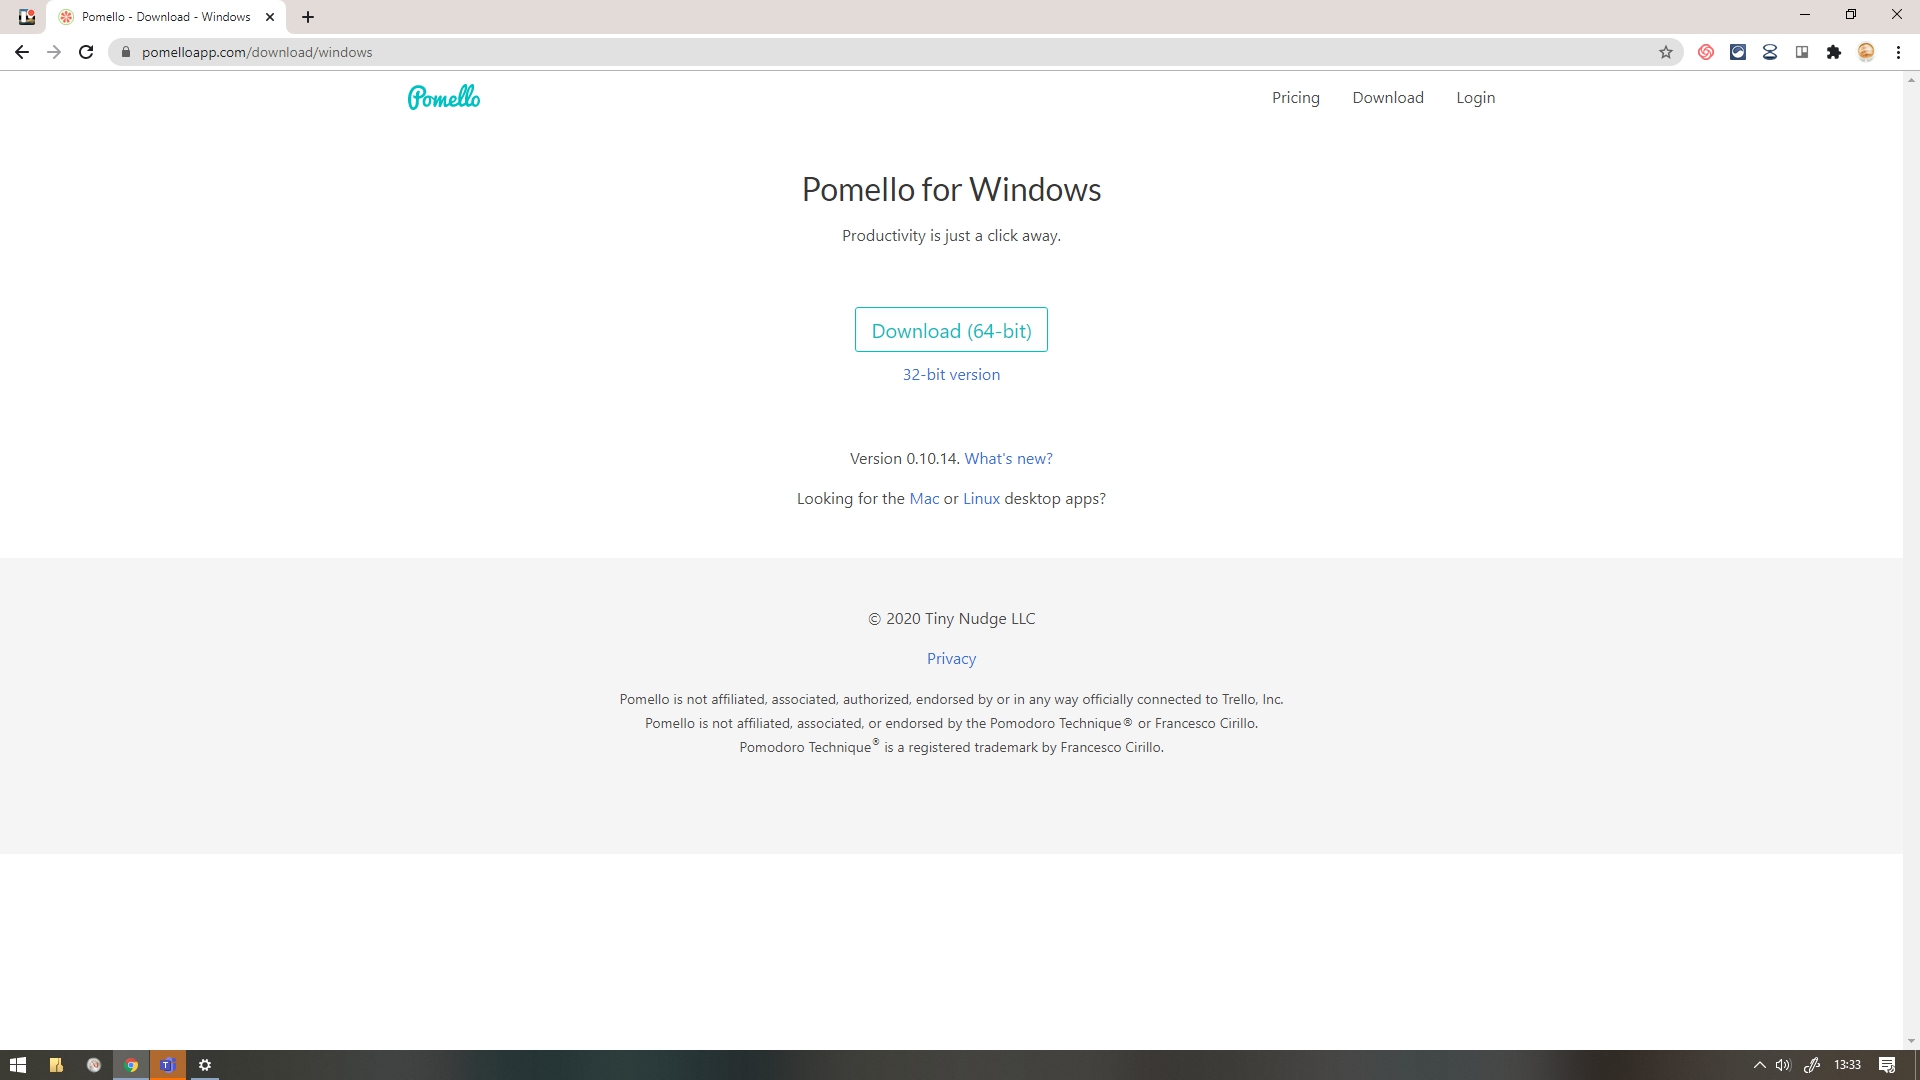 Pomello - Download - Windows
pomelloapp.com/download/windows
Pomello
Pricing
Download
Login
Pomello for Windows
Productivity is just a click away.
Download (64-bit)
32-bit version
Version 0.10.14. What's new?
Looking for the Mac or Linux desktop apps?
© 2020 Tiny Nudge LLC
Privacy
Pomello is not affiliated, associated, authorized, endorsed by or in any way officially connected to Trello, Inc.
Pomello is not affiliated, associated, or endorsed by the Pomodoro Technique® or Francesco Cirillo.
Pomodoro Technique® is a registered trademark by Francesco Cirillo.
13:33